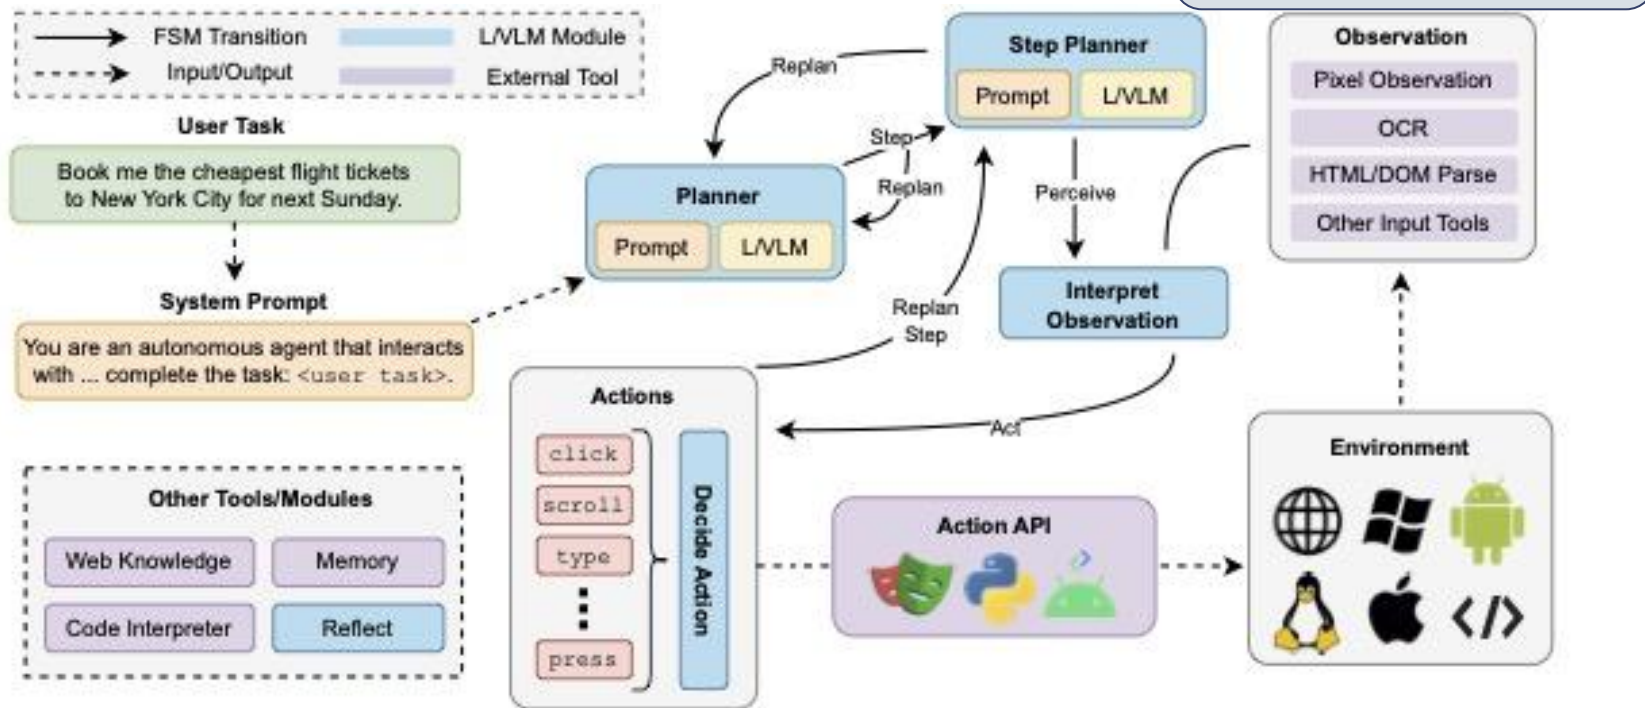 FSM Transition
L/VLM Module
Input/Output
External Tool
User Task
Book me the cheapest flight tickets
to New York City for next Sunday.
System Prompt
You are an autonomous agent that interacts
with ... complete the task: <user task>.
Other Tools/Modules
Web Knowledge
Memory
Code Interpreter
Reflect
Planner
Prompt
L/VLM
Replan
Step
Replan
Step Planner
Prompt
L/VLM
Perceive
Interpret
Observation
Replan
Step
Act
Actions
click
scroll
type
press
Decide Action
Action API
Observation
Pixel Observation
OCR
HTML/DOM Parse
Other Input Tools
Environment
</>